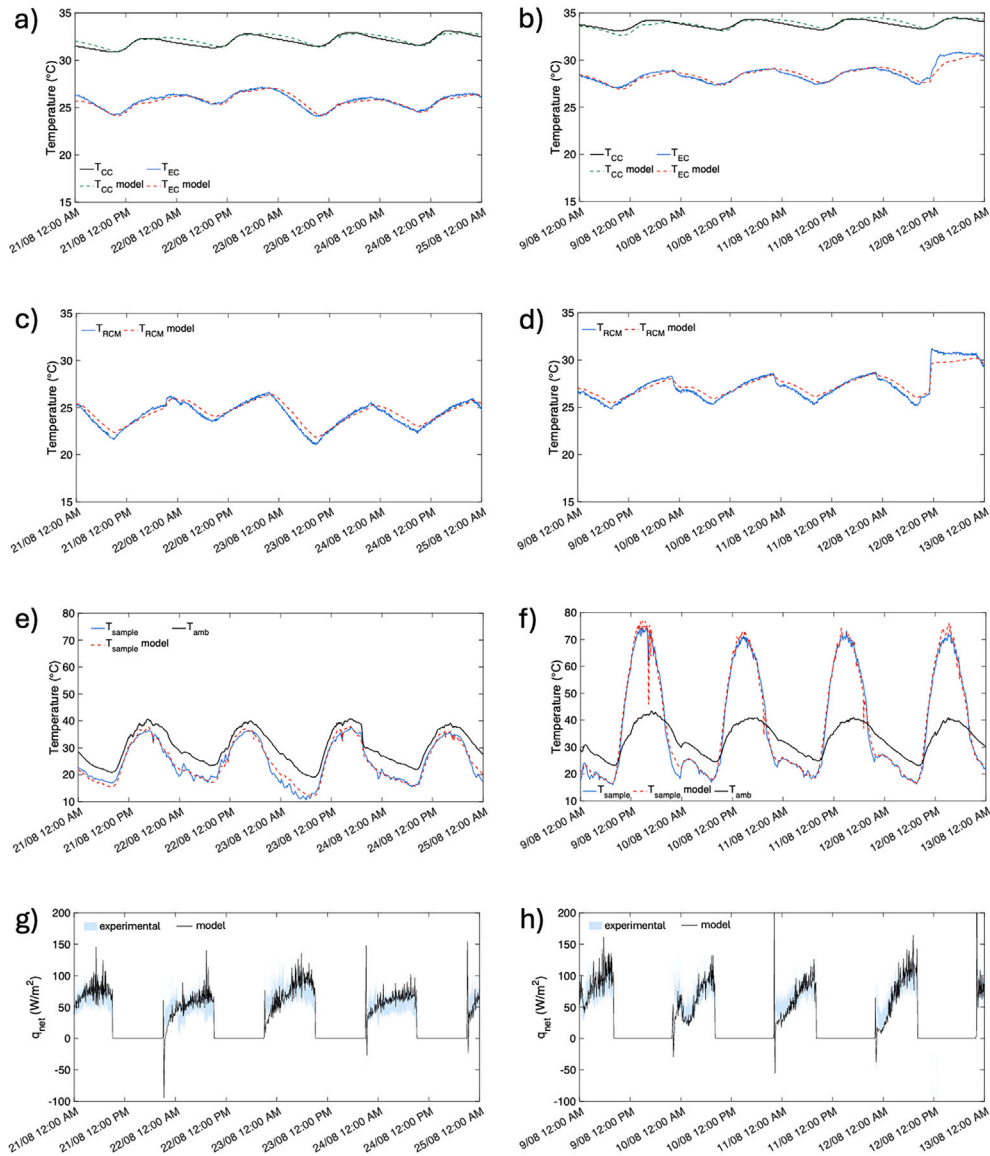 a)
35
30
25
20
15
Temperature (°C)
T_CC T_EC
T_CC model T_EC model
21/08 12:00 AM
21/08 12:00 PM
22/08 12:00 AM
22/08 12:00 PM
23/08 12:00 AM
23/08 12:00 PM
24/08 12:00 AM
24/08 12:00 PM
25/08 12:00 AM
b)
35
30
25
20
15
Temperature (°C)
T_CC T_EC
T_CC model T_EC model
9/08 12:00 AM
9/08 12:00 PM
10/08 12:00 AM
10/08 12:00 PM
11/08 12:00 AM
11/08 12:00 PM
12/08 12:00 AM
12/08 12:00 PM
13/08 12:00 AM
c)
35
30
25
20
15
Temperature (°C)
T_RCM T_RCM model
21/08 12:00 AM
21/08 12:00 PM
22/08 12:00 AM
22/08 12:00 PM
23/08 12:00 AM
23/08 12:00 PM
24/08 12:00 AM
24/08 12:00 PM
25/08 12:00 AM
d)
35
30
25
20
15
Temperature (°C)
T_RCM T_RCM model
9/08 12:00 AM
9/08 12:00 PM
10/08 12:00 AM
10/08 12:00 PM
11/08 12:00 AM
11/08 12:00 PM
12/08 12:00 AM
12/08 12:00 PM
13/08 12:00 AM
e)
80
70
60
50
40
30
20
10
Temperature (°C)
T_sample T_amb
T_sample model
21/08 12:00 AM
21/08 12:00 PM
22/08 12:00 AM
22/08 12:00 PM
23/08 12:00 AM
23/08 12:00 PM
24/08 12:00 AM
24/08 12:00 PM
25/08 12:00 AM
f)
80
70
60
50
40
30
20
10
Temperature (°C)
T_sample, T_sample, model T_amb
9/08 12:00 AM
9/08 12:00 PM
10/08 12:00 AM
10/08 12:00 PM
11/08 12:00 AM
11/08 12:00 PM
12/08 12:00 AM
12/08 12:00 PM
13/08 12:00 AM
g)
200
150
100
50
0
-50
-100
q_net (W/m²)
experimental model
21/08 12:00 AM
21/08 12:00 PM
22/08 12:00 AM
22/08 12:00 PM
23/08 12:00 AM
23/08 12:00 PM
24/08 12:00 AM
24/08 12:00 PM
25/08 12:00 AM
h)
200
150
100
50
0
-50
-100
q_net (W/m²)
experimental model
9/08 12:00 AM
9/08 12:00 PM
10/08 12:00 AM
10/08 12:00 PM
11/08 12:00 AM
11/08 12:00 PM
12/08 12:00 AM
12/08 12:00 PM
13/08 12:00 AM